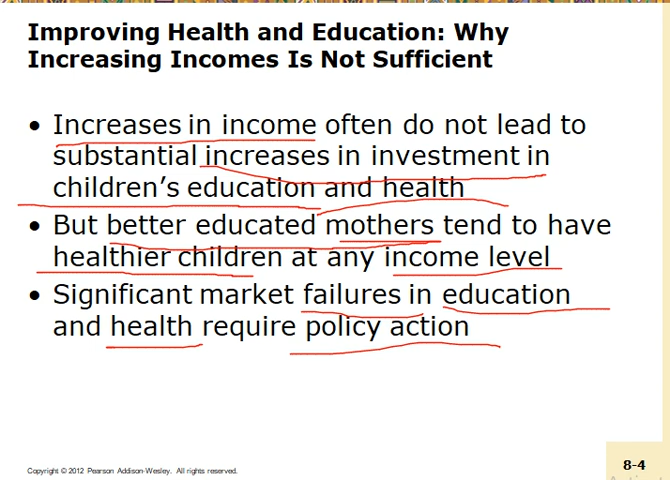 Improving Health and Education: Why
Increasing Incomes Is Not Sufficient
• Increases in income often do not lead to
substantial increases in investment in
children’s education and health
• But better educated mothers tend to have
healthier children at any income level
• Significant market failures in education
and health require policy action
Copyright © 2012 Pearson Addison-Wesley. All rights reserved.
8-4